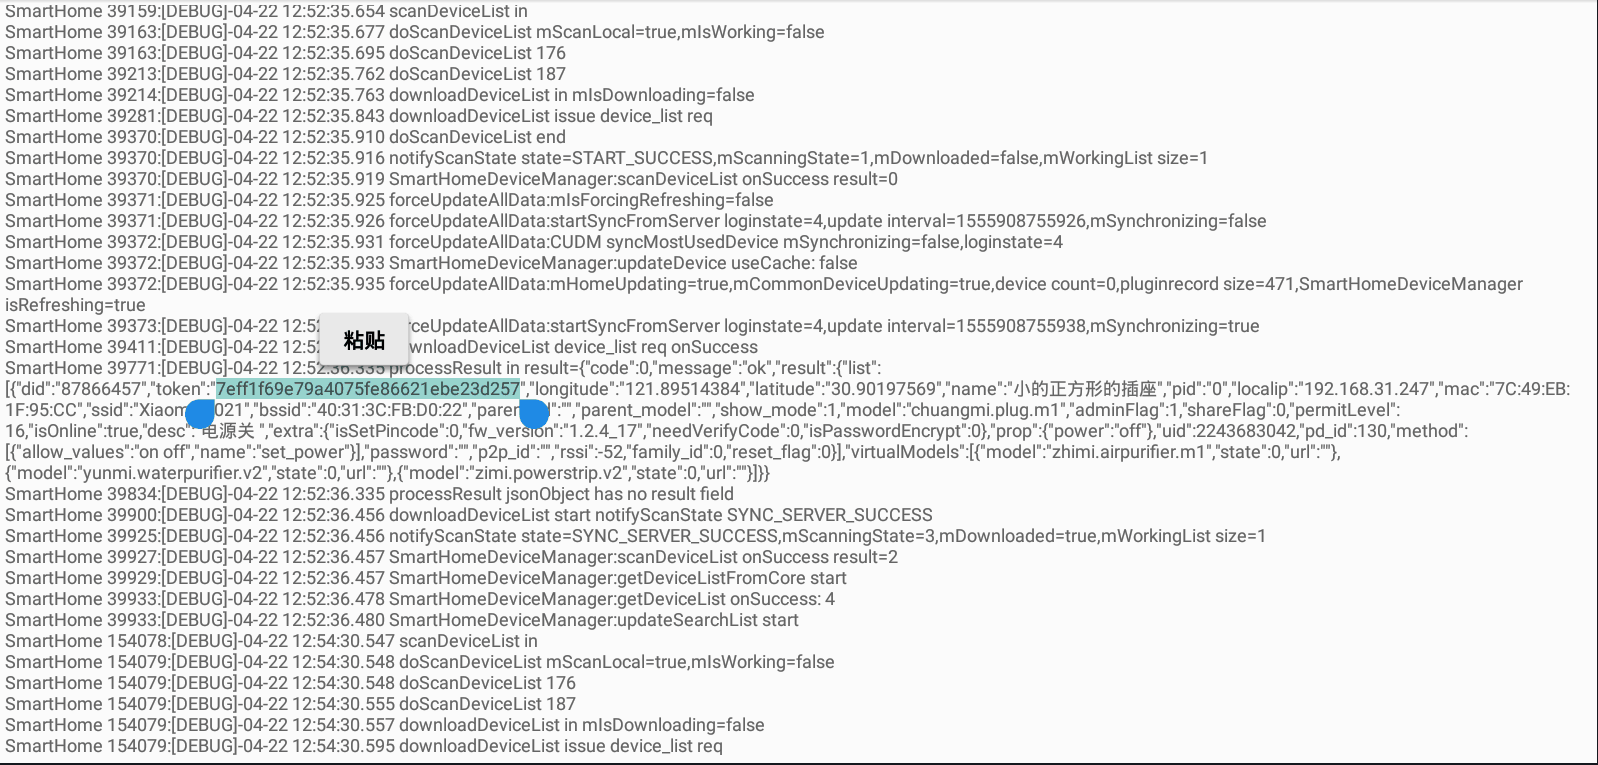 SmartHome 39159:[DEBUG]-04-22 12:52:35.654 scanDeviceList in
SmartHome 39163:[DEBUG]-04-22 12:52:35.677 doScanDeviceList mScanLocal=true,mIsWorking=false
SmartHome 39163:[DEBUG]-04-22 12:52:35.695 doScanDeviceList 176
SmartHome 39213:[DEBUG]-04-22 12:52:35.762 doScanDeviceList 187
SmartHome 39214:[DEBUG]-04-22 12:52:35.763 downloadDeviceList in mIsDownloading=false
SmartHome 39281:[DEBUG]-04-22 12:52:35.843 downloadDeviceList issue device_list req
SmartHome 39370:[DEBUG]-04-22 12:52:35.910 doScanDeviceList end
SmartHome 39370:[DEBUG]-04-22 12:52:35.916 notifyScanState state=START_SUCCESS,mScanningState=1,mDownloaded=false,mWorkingList size=1
SmartHome 39370:[DEBUG]-04-22 12:52:35.919 SmartHomeDeviceManager:scanDeviceList onSuccess result=0
SmartHome 39371:[DEBUG]-04-22 12:52:35.925 forceUpdateAllData:mIsForcingRefreshing=false
SmartHome 39371:[DEBUG]-04-22 12:52:35.926 forceUpdateAllData:startSyncFromServer loginstate=4,update interval=1555908755926,mSynchronizing=false
SmartHome 39372:[DEBUG]-04-22 12:52:35.931 forceUpdateAllData:CUDM syncMostUsedDevice mSynchronizing=false,loginstate=4
SmartHome 39372:[DEBUG]-04-22 12:52:35.933 SmartHomeDeviceManager:updateDevice useCache: false
SmartHome 39372:[DEBUG]-04-22 12:52:35.935 forceUpdateAllData:mHomeUpdating=true,mCommonDeviceUpdating=true,device count=0,pluginrecord size=471,SmartHomeDeviceManager
isRefreshing=true
SmartHome 39373:[DEBUG]-04-22 12:52 rceUpdateAllData:startSyncFromServer loginstate=4,update interval=1555908755938,mSynchronizing=true
粘贴
SmartHome 39411:[DEBUG]-04-22 12:52 wnloadDeviceList device_list req onSuccess
SmartHome 39771:[DEBUG]-04-22 12:52:36.335 processResult in result={"code":0,"message":"ok","result":{"list":
[{"did":"87866457","token":"7eff1f69e79a4075fe86621ebe23d257","longitude":"121.89514384","latitude":"30.90197569","name":"小的正方形的插座","pid":"0","localip":"192.168.31.247","mac":"7C:49:EB:
1F:95:CC","ssid":"Xiaom 021","bssid":"40:31:3C:FB:D0:22","paren d":"","parent_model":"","show_mode":1,"model":"chuangmi.plug.m1","adminFlag":1,"shareFlag":0,"permitLevel":
16,"isOnline":true,"desc":"电源关 ","extra":{"isSetPincode":0,"fw_version":"1.2.4_17","needVerifyCode":0,"isPasswordEncrypt":0},"prop":{"power":"off"},"uid":2243683042,"pd_id":130,"method":
[{"allow_values":"on off","name":"set_power"}],"password":"","p2p_id":"","rssi":-52,"family_id":0,"reset_flag":0}],"virtualModels":[{"model":"zhimi.airpurifier.m1","state":0,"url":""},
{"model":"yunmi.waterpurifier.v2","state":0,"url":""},{"model":"zimi.powerstrip.v2","state":0,"url":""}]}}
SmartHome 39834:[DEBUG]-04-22 12:52:36.335 processResult jsonObject has no result field
SmartHome 39900:[DEBUG]-04-22 12:52:36.456 downloadDeviceList start notifyScanState SYNC_SERVER_SUCCESS
SmartHome 39925:[DEBUG]-04-22 12:52:36.456 notifyScanState state=SYNC_SERVER_SUCCESS,mScanningState=3,mDownloaded=true,mWorkingList size=1
SmartHome 39927:[DEBUG]-04-22 12:52:36.457 SmartHomeDeviceManager:scanDeviceList onSuccess result=2
SmartHome 39929:[DEBUG]-04-22 12:52:36.457 SmartHomeDeviceManager:getDeviceListFromCore start
SmartHome 39933:[DEBUG]-04-22 12:52:36.478 SmartHomeDeviceManager:getDeviceList onSuccess: 4
SmartHome 39933:[DEBUG]-04-22 12:52:36.480 SmartHomeDeviceManager:updateSearchList start
SmartHome 154078:[DEBUG]-04-22 12:54:30.547 scanDeviceList in
SmartHome 154079:[DEBUG]-04-22 12:54:30.548 doScanDeviceList mScanLocal=true,mIsWorking=false
SmartHome 154079:[DEBUG]-04-22 12:54:30.548 doScanDeviceList 176
SmartHome 154079:[DEBUG]-04-22 12:54:30.555 doScanDeviceList 187
SmartHome 154079:[DEBUG]-04-22 12:54:30.557 downloadDeviceList in mIsDownloading=false
SmartHome 154079:[DEBUG]-04-22 12:54:30.595 downloadDeviceList issue device_list req